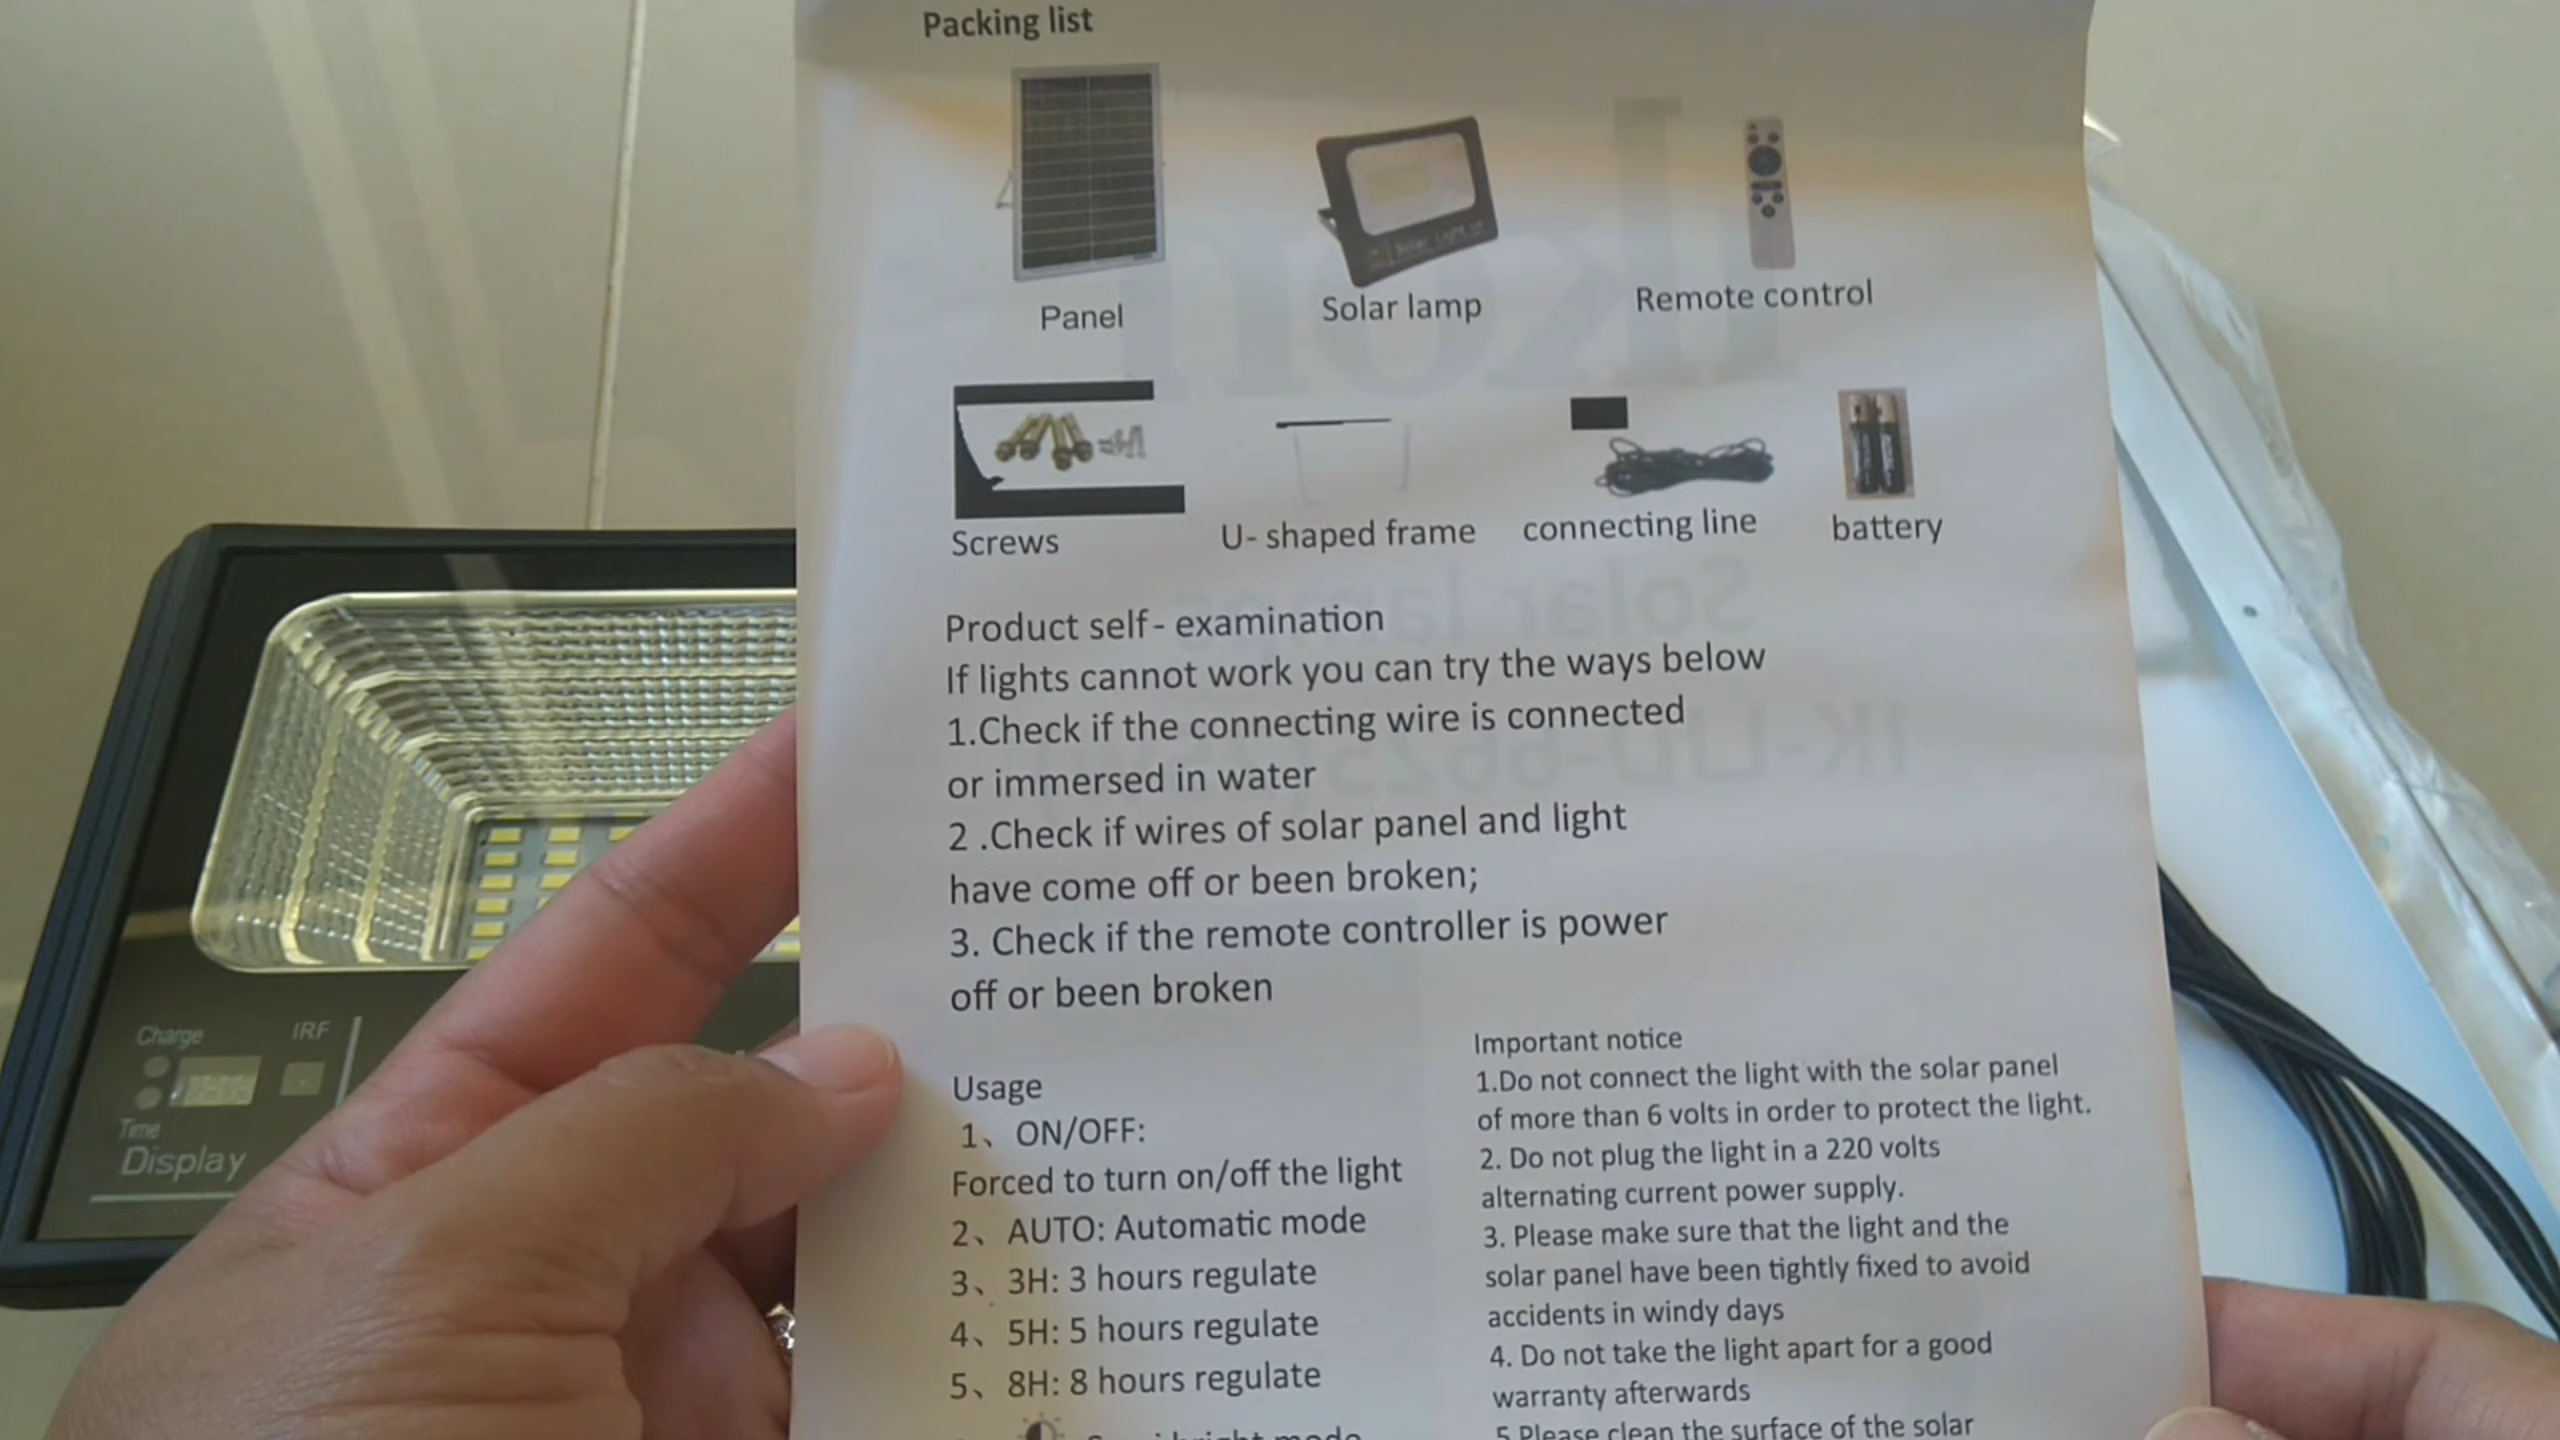 Packing list
Panel
Solar lamp
Remote control
Screws
U- shaped frame
connecting line
battery
Product self- examination
If lights cannot work you can try the ways below
1.Check if the connecting wire is connected
or immersed in water
2 .Check if wires of solar panel and light
have come off or been broken;
3. Check if the remote controller is power
off or been broken
Usage
1、 ON/OFF:
Forced to turn on/off the light
2、 AUTO: Automatic mode
3、 3H: 3 hours regulate
4、 5H: 5 hours regulate
5、 8H: 8 hours regulate
Important notice
1.Do not connect the light with the solar panel
of more than 6 volts in order to protect the light.
2. Do not plug the light in a 220 volts
alternating current power supply.
3. Please make sure that the light and the
solar panel have been tightly fixed to avoid
accidents in windy days
4. Do not take the light apart for a good
warranty afterwards
5.Please clean the surface of the solar
Charge
IRF
Time
Display